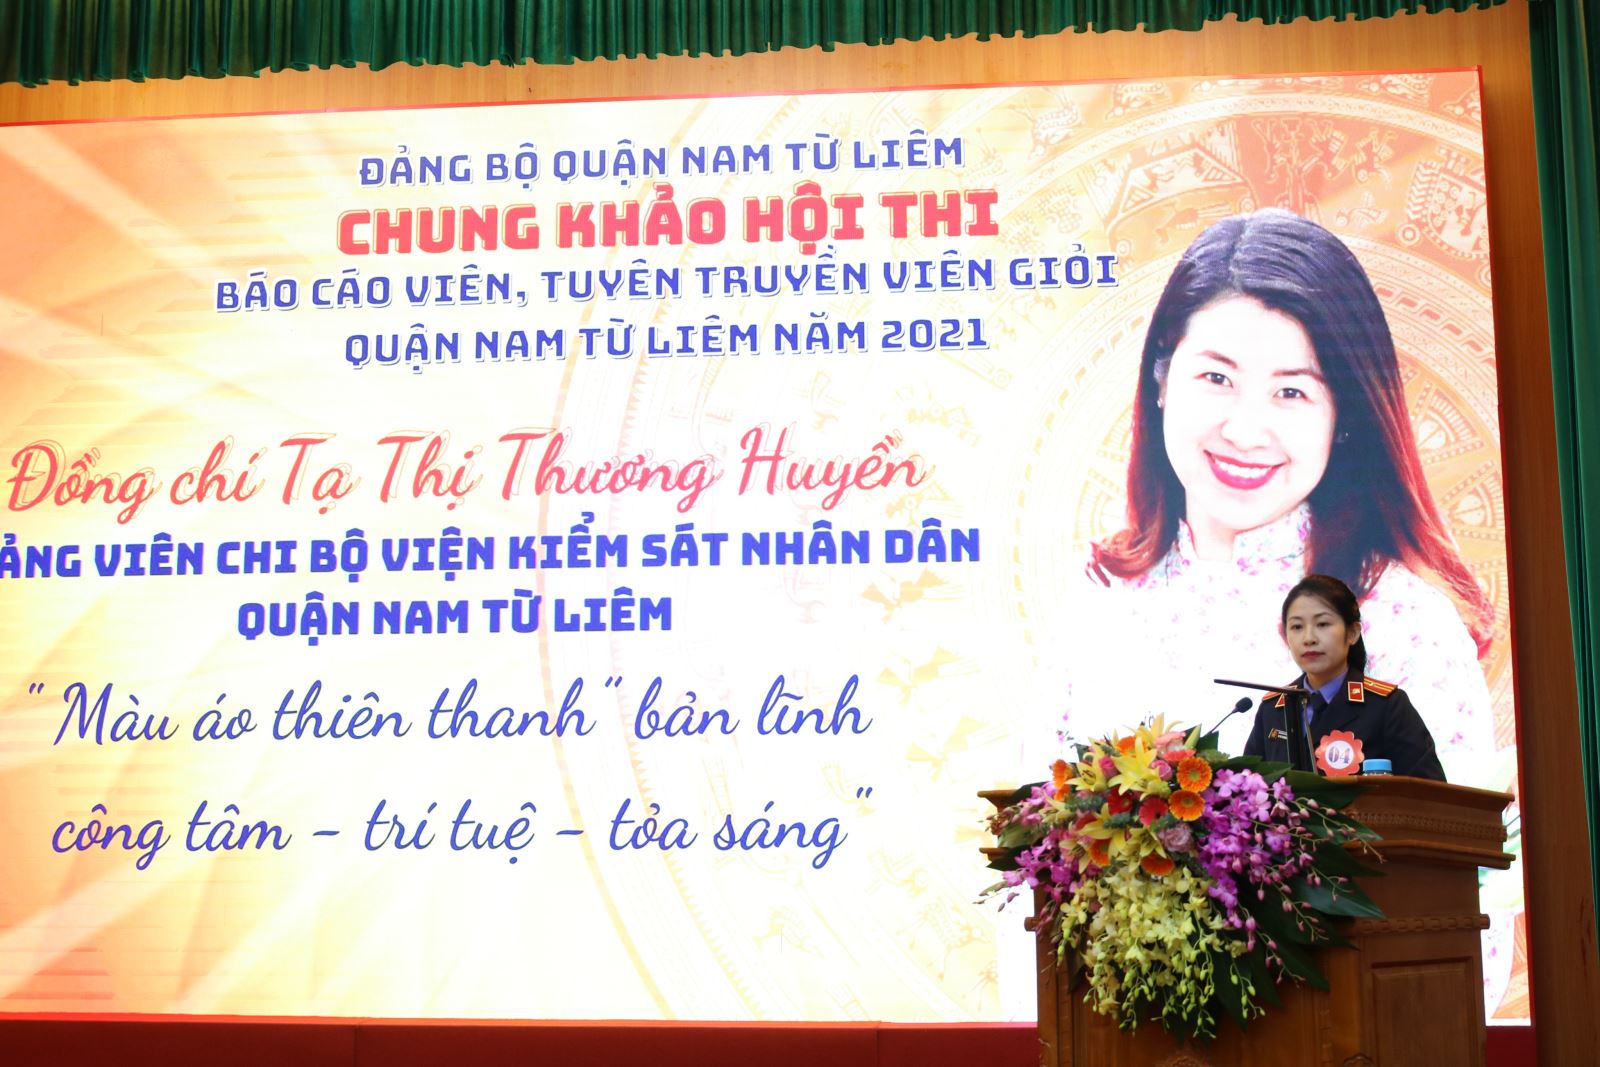 ĐẢNG BỘ QUẬN NAM TỪ LIÊM
CHUNG KHẢO HỘI THI
BÁO CÁO VIÊN, TUYÊN TRUYỀN VIÊN GIỎI
QUẬN NAM TỪ LIÊM NĂM 2021
Đồng chí Tạ Thị Thương Huyền
ẢNG VIÊN CHI BỘ VIỆN KIỂM SÁT NHÂN DÂN
QUẬN NAM TỪ LIÊM
"Màu áo thiên thanh" bản lĩnh
công tâm - trí tuệ - tỏa sáng"
04